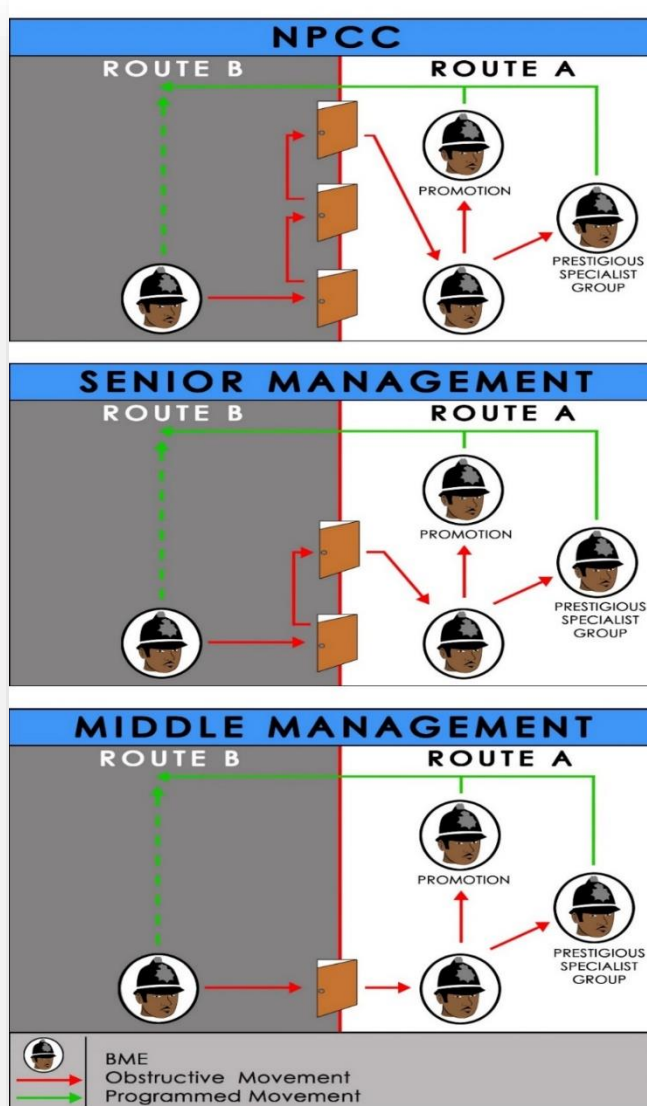 NPCC
ROUTE B
ROUTE A
PROMOTION
PRESTIGIOUS
SPECIALIST
GROUP
SENIOR MANAGEMENT
ROUTE B
ROUTE A
PROMOTION
PRESTIGIOUS
SPECIALIST
GROUP
MIDDLE MANAGEMENT
ROUTE B
ROUTE A
PROMOTION
PRESTIGIOUS
SPECIALIST
GROUP
BME
Obstructive Movement
Programmed Movement